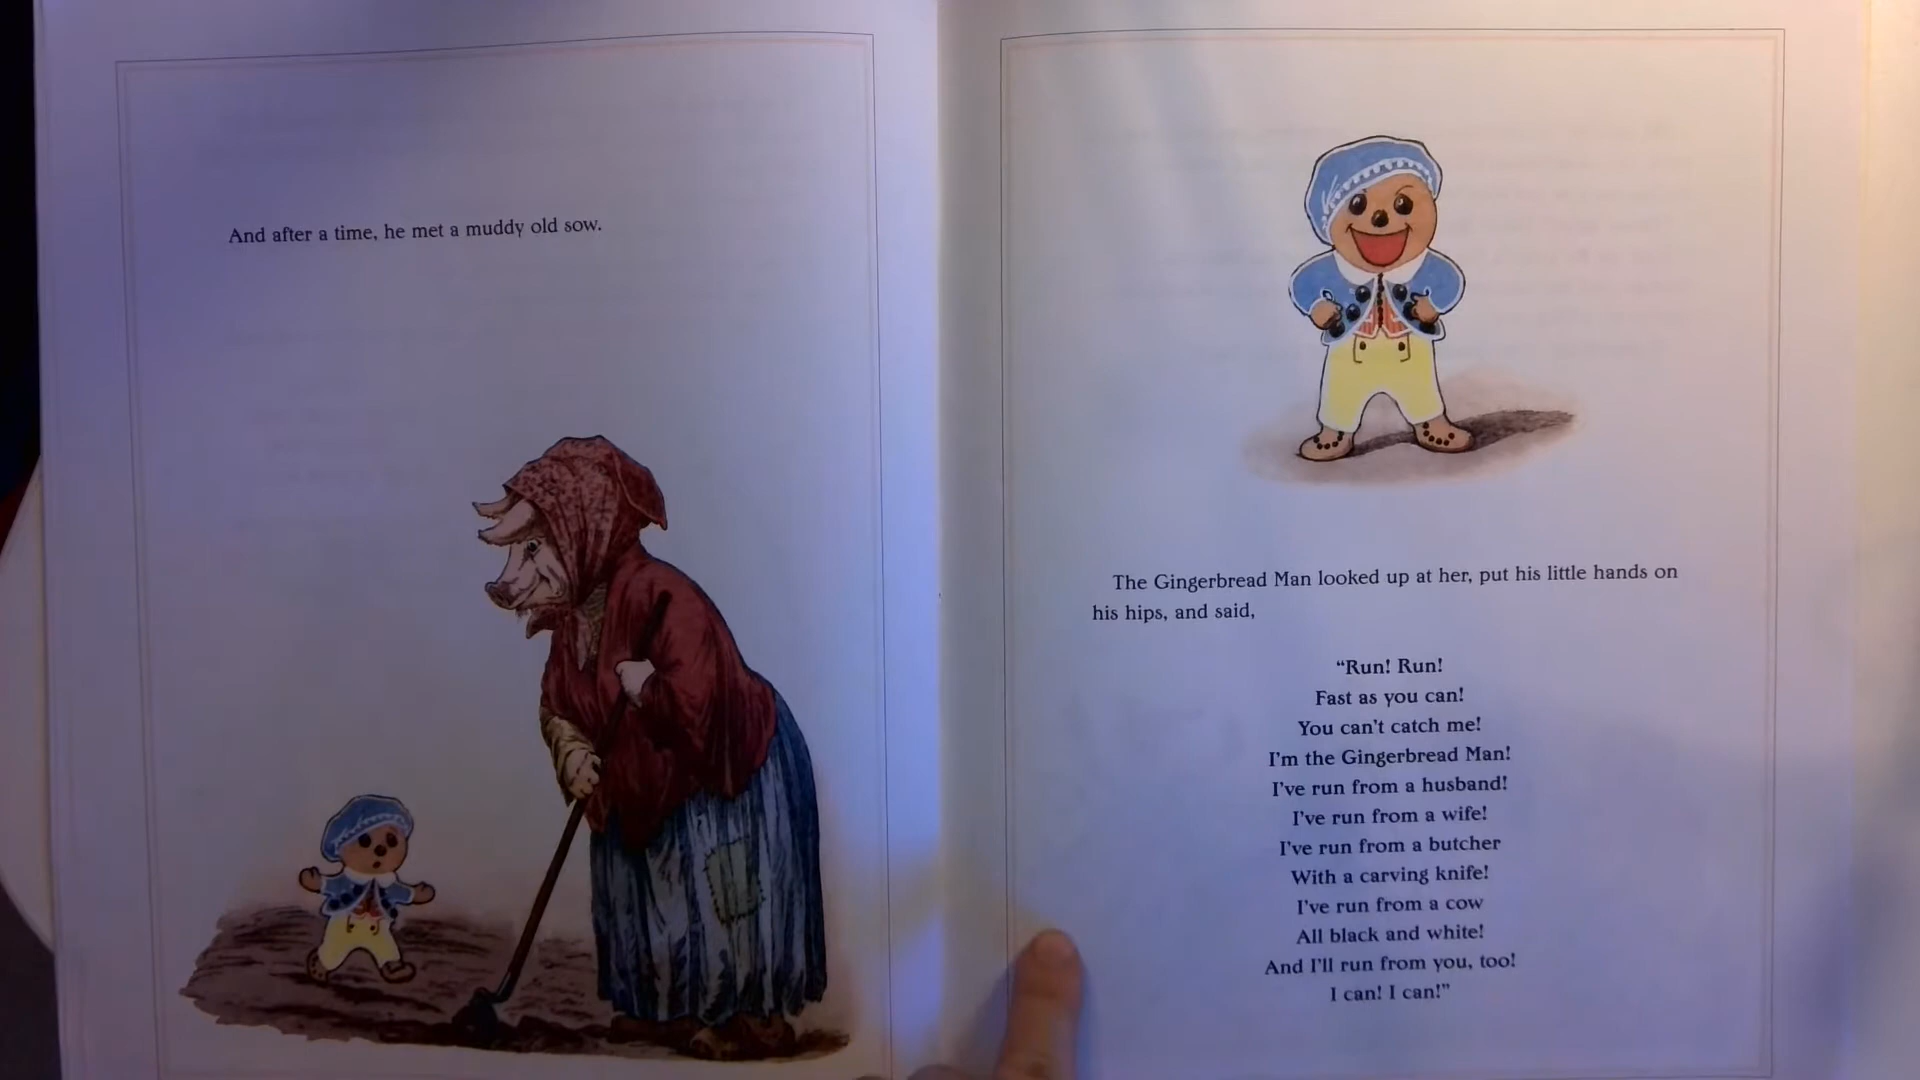 And after a time, he met a muddy old sow.
The Gingerbread Man looked up at her, put his little hands on
his hips, and said,
“Run! Run!
Fast as you can!
You can't catch me!
I'm the Gingerbread Man!
I've run from a husband!
I've run from a wife!
I've run from a butcher
With a carving knife!
I've run from a cow
All black and white!
And I'll run from you, too!
I can! I can!”